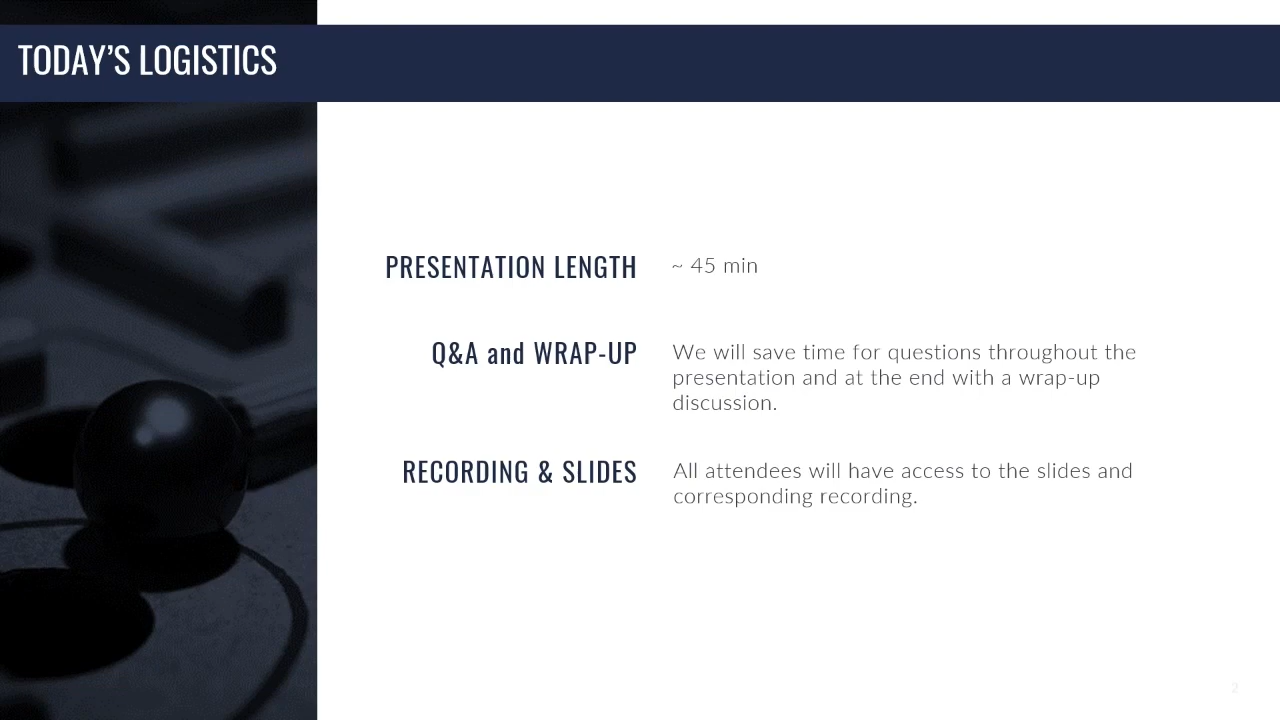 TODAY’S LOGISTICS
PRESENTATION LENGTH
~ 45 min
Q&A and WRAP-UP
We will save time for questions throughout the
presentation and at the end with a wrap-up
discussion.
RECORDING & SLIDES
All attendees will have access to the slides and
corresponding recording.
2